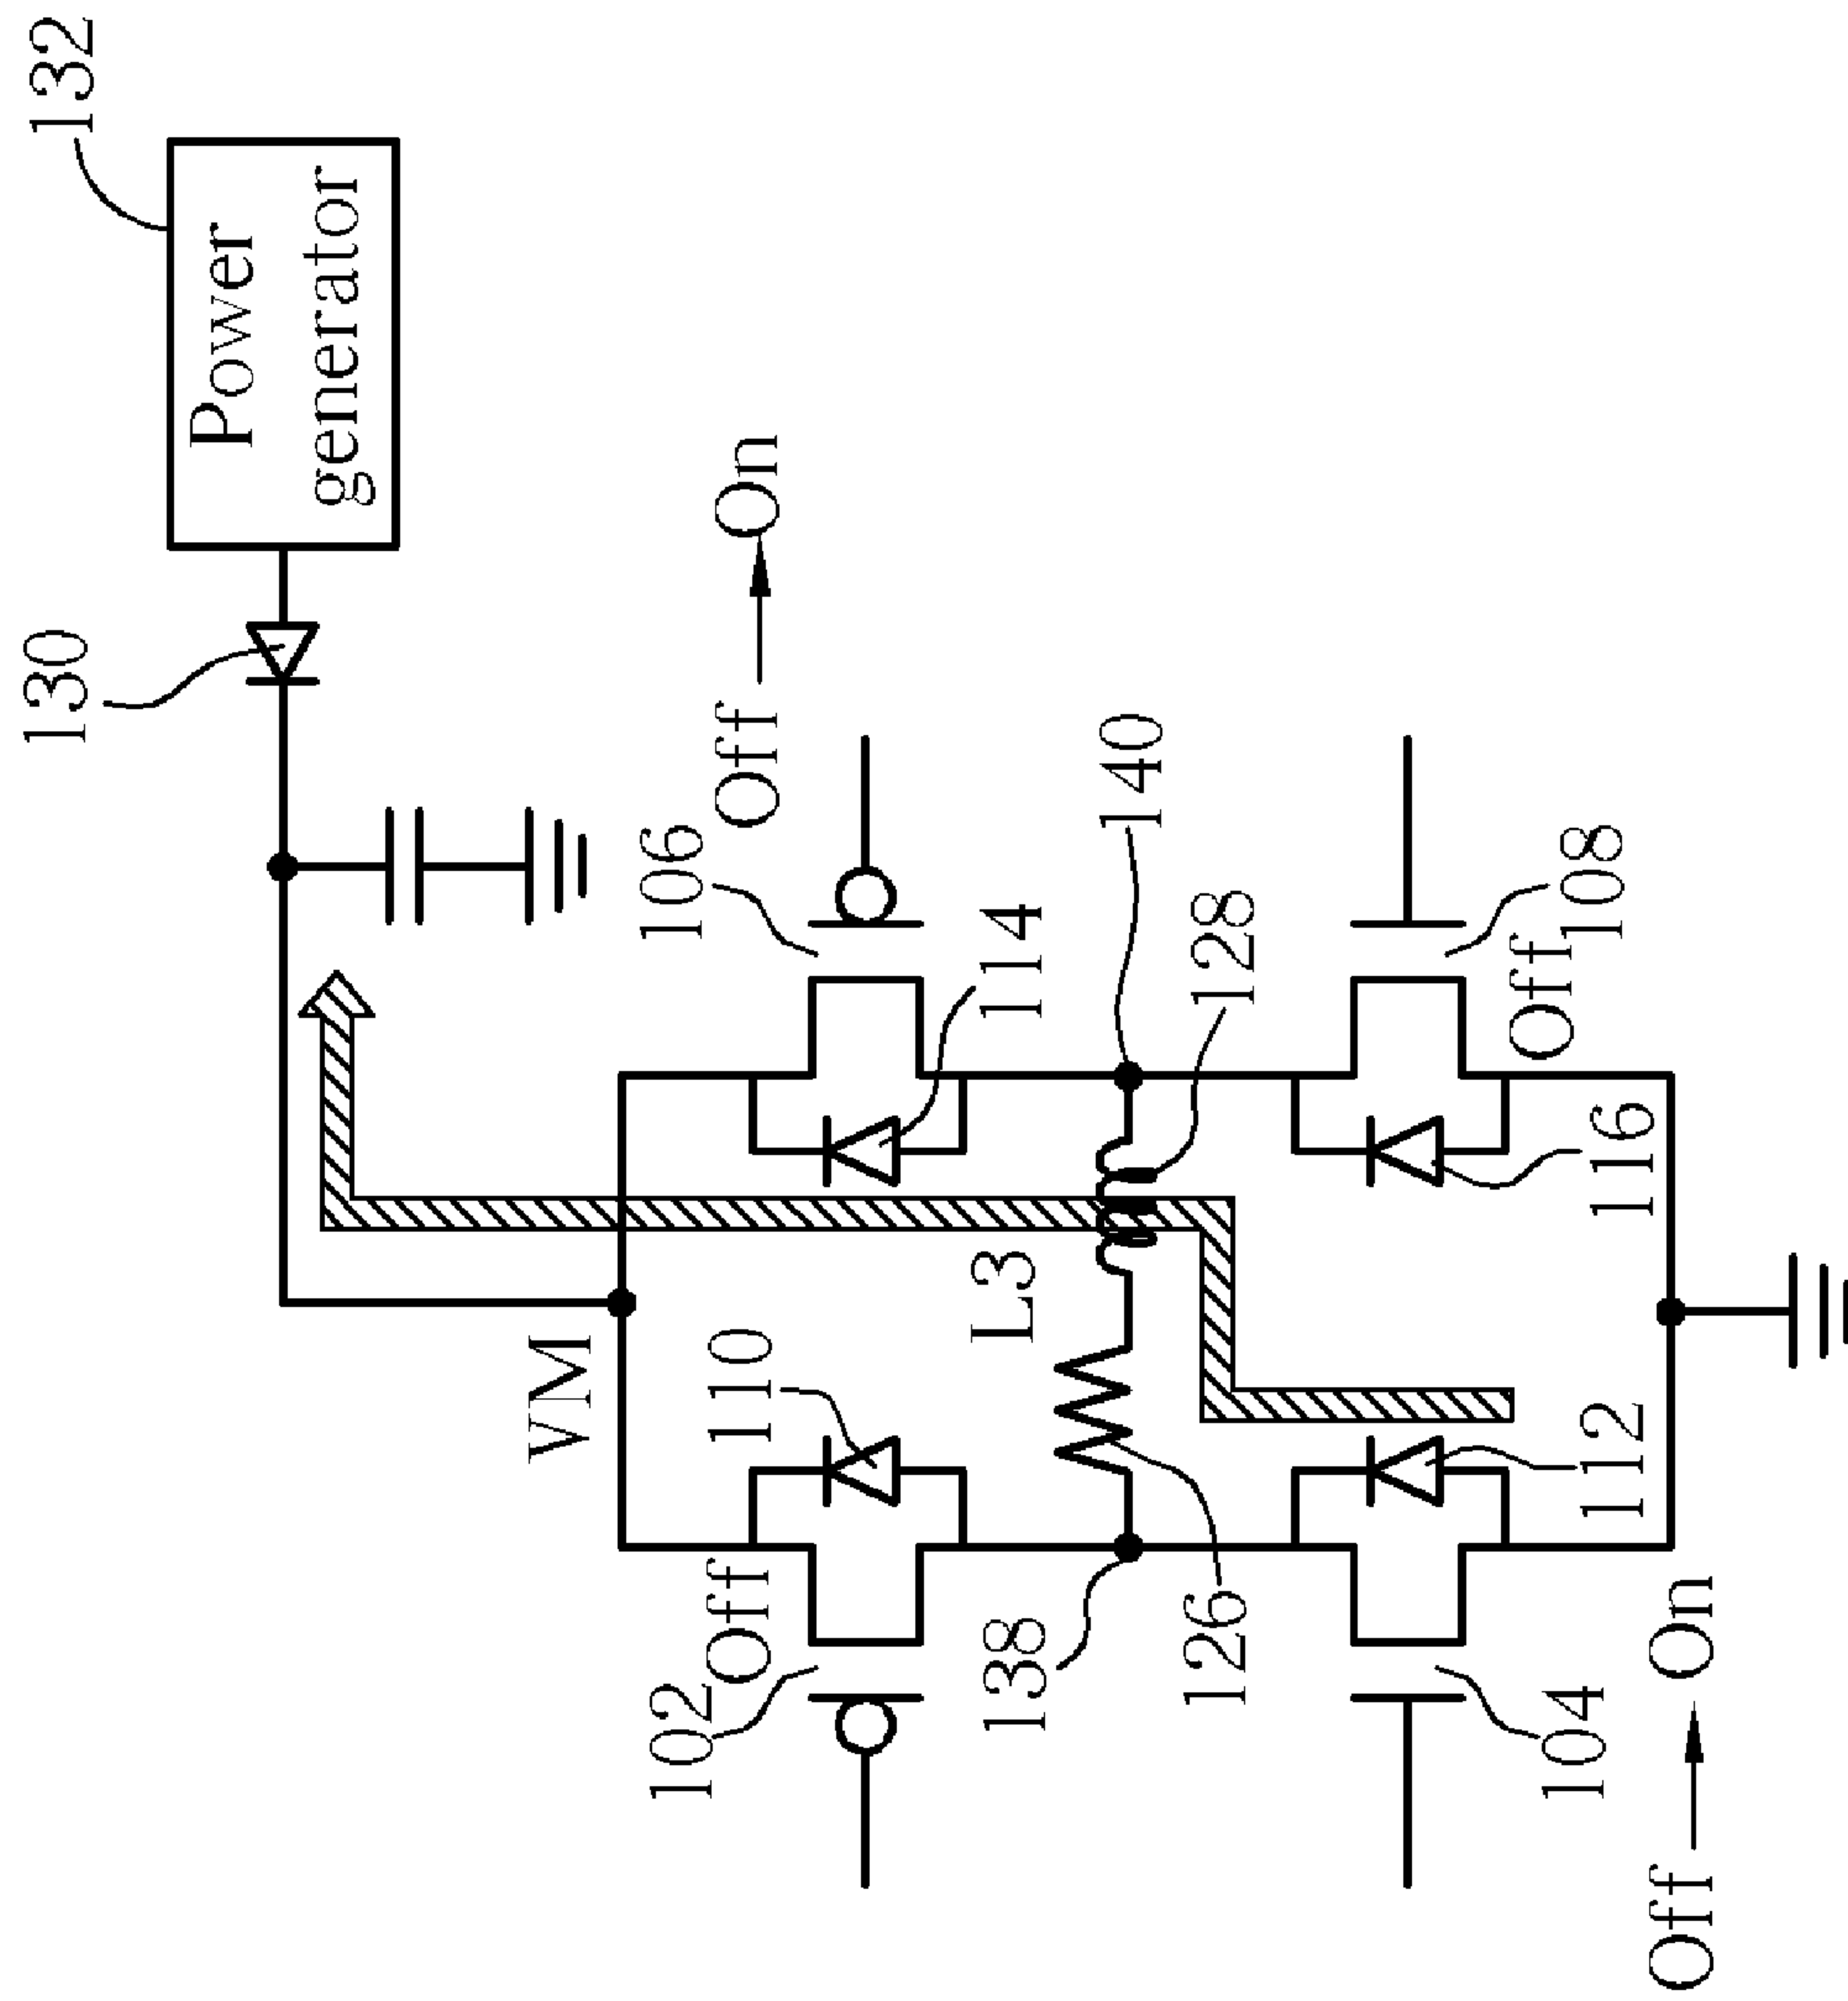 132
Power
generator
130
Off → On
106
114
140
128
108
Off
116
VM
L3
110
112
102
Off
138
126
104
Off → On